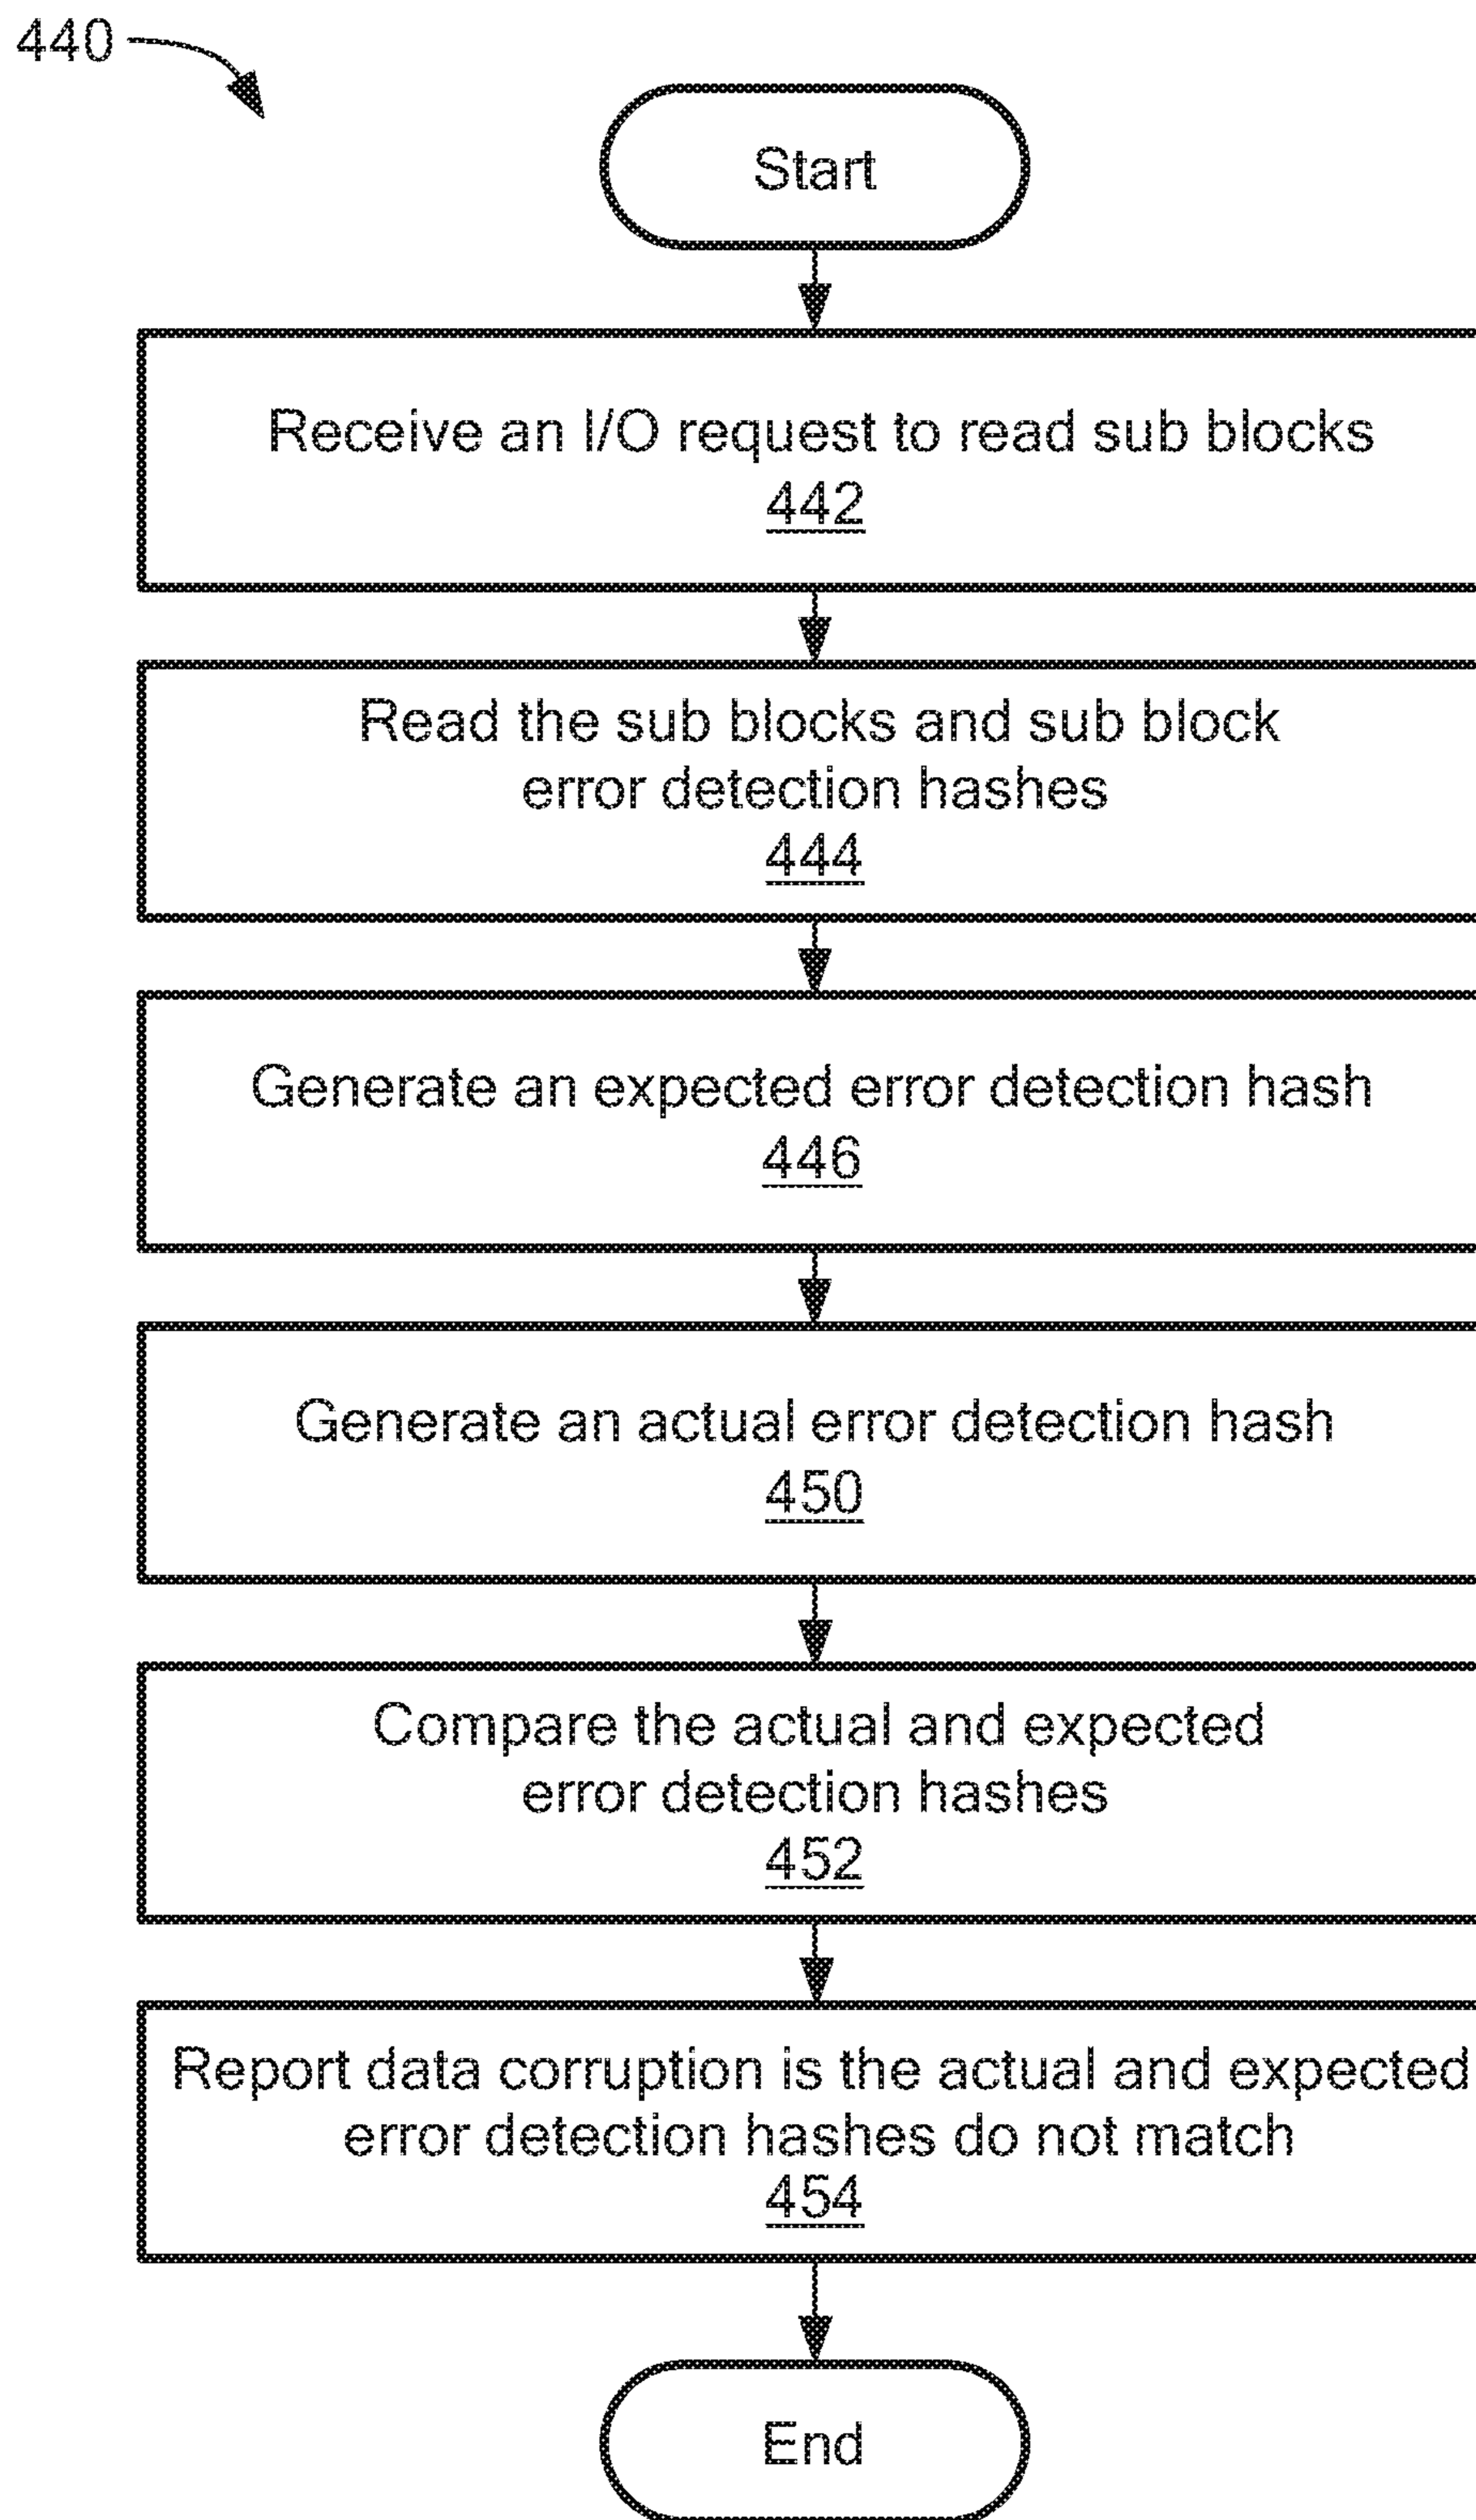 440
Start
Receive an I/O request to read sub blocks
442
Read the sub blocks and sub block
error detection hashes
444
Generate an expected error detection hash
446
Generate an actual error detection hash
450
Compare the actual and expected
error detection hashes
452
Report data corruption is the actual and expected
error detection hashes do not match
454
End